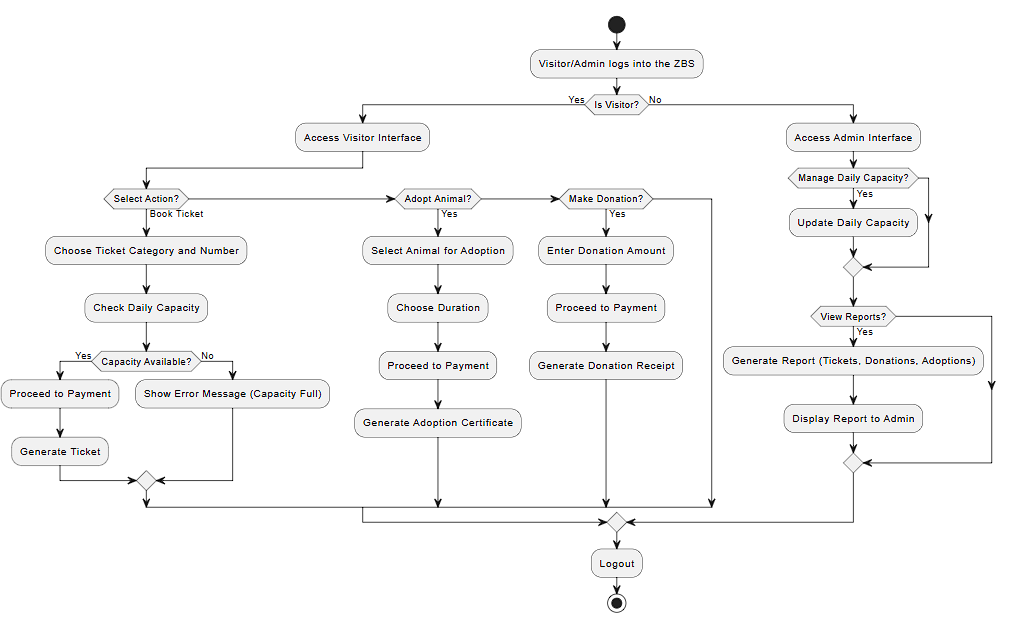 Visitor/Admin logs into the ZBS
Yes
Is Visitor?
No
Access Visitor Interface
Access Admin Interface
Select Action?
Book Ticket
Adopt Animal?
Yes
Make Donation?
Yes
Manage Daily Capacity?
Yes
Choose Ticket Category and Number
Select Animal for Adoption
Enter Donation Amount
Update Daily Capacity
Check Daily Capacity
Choose Duration
Proceed to Payment
View Reports?
Yes
Yes
Capacity Available?
No
Proceed to Payment
Generate Donation Receipt
Generate Report (Tickets, Donations, Adoptions)
Proceed to Payment
Show Error Message (Capacity Full)
Generate Adoption Certificate
Display Report to Admin
Generate Ticket
Logout